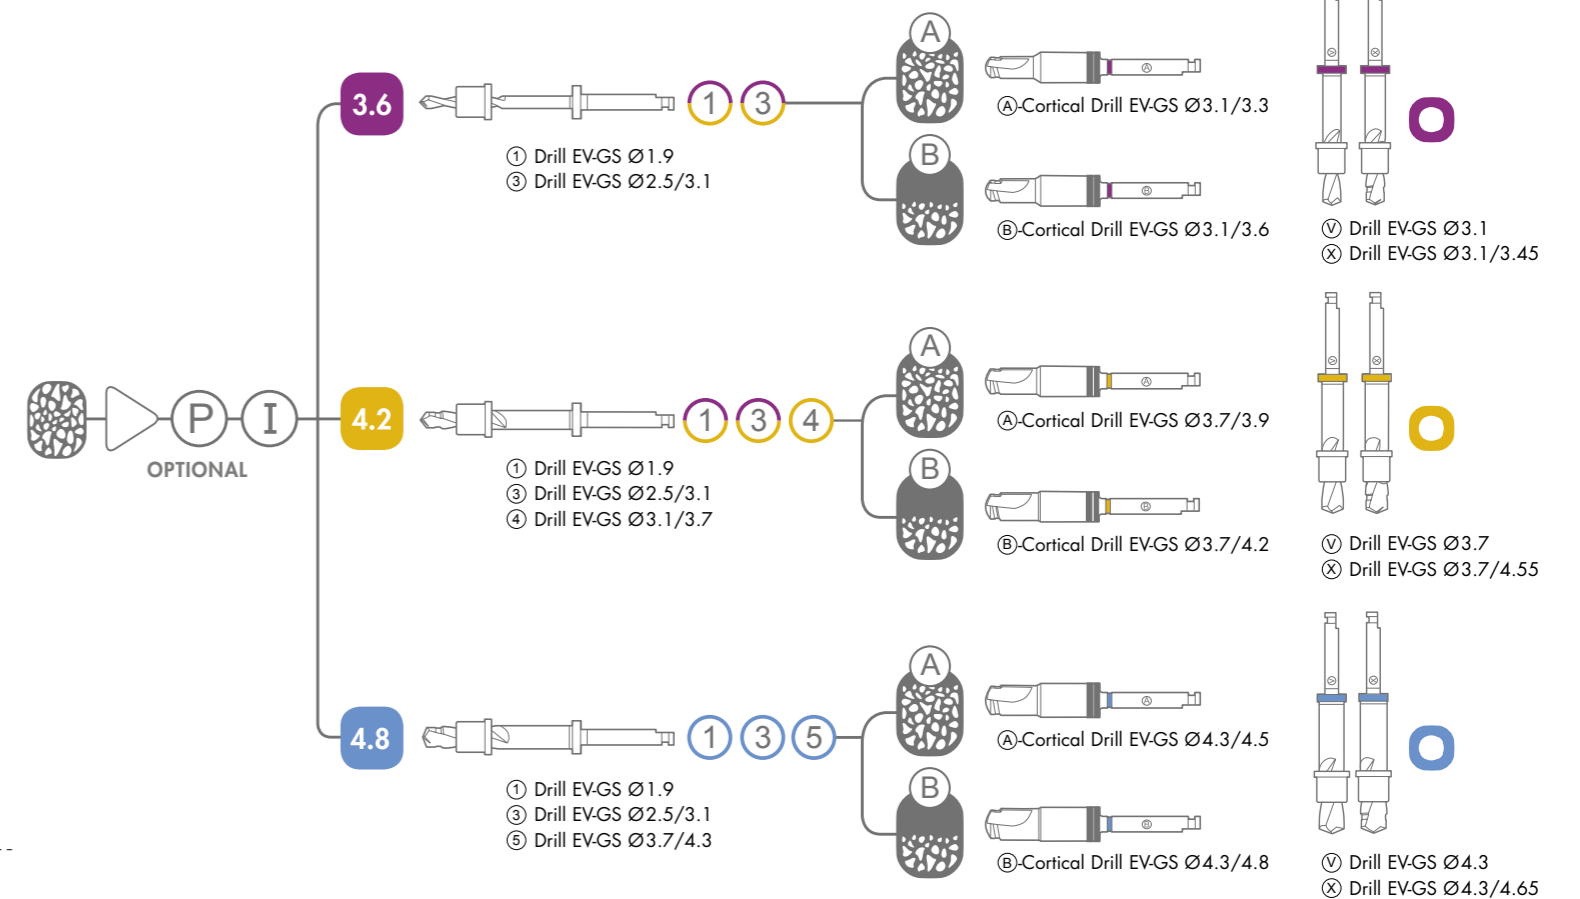 3.6
1 3
① Drill EV-GS Ø1.9
③ Drill EV-GS Ø2.5/3.1
A
A
Ⓐ-Cortical Drill EV-GS Ø3.1/3.3
B
B
Ⓑ-Cortical Drill EV-GS Ø3.1/3.6
V X
Ⓥ Drill EV-GS Ø3.1
Ⓧ Drill EV-GS Ø3.1/3.45
P I
OPTIONAL
4.2
1 3 4
① Drill EV-GS Ø1.9
③ Drill EV-GS Ø2.5/3.1
④ Drill EV-GS Ø3.1/3.7
A
A
Ⓐ-Cortical Drill EV-GS Ø3.7/3.9
B
B
Ⓑ-Cortical Drill EV-GS Ø3.7/4.2
V X
Ⓥ Drill EV-GS Ø3.7
Ⓧ Drill EV-GS Ø3.7/4.55
4.8
1 3 5
① Drill EV-GS Ø1.9
③ Drill EV-GS Ø2.5/3.1
⑤ Drill EV-GS Ø3.7/4.3
A
A
Ⓐ-Cortical Drill EV-GS Ø4.3/4.5
B
B
Ⓑ-Cortical Drill EV-GS Ø4.3/4.8
V X
Ⓥ Drill EV-GS Ø4.3
Ⓧ Drill EV-GS Ø4.3/4.65